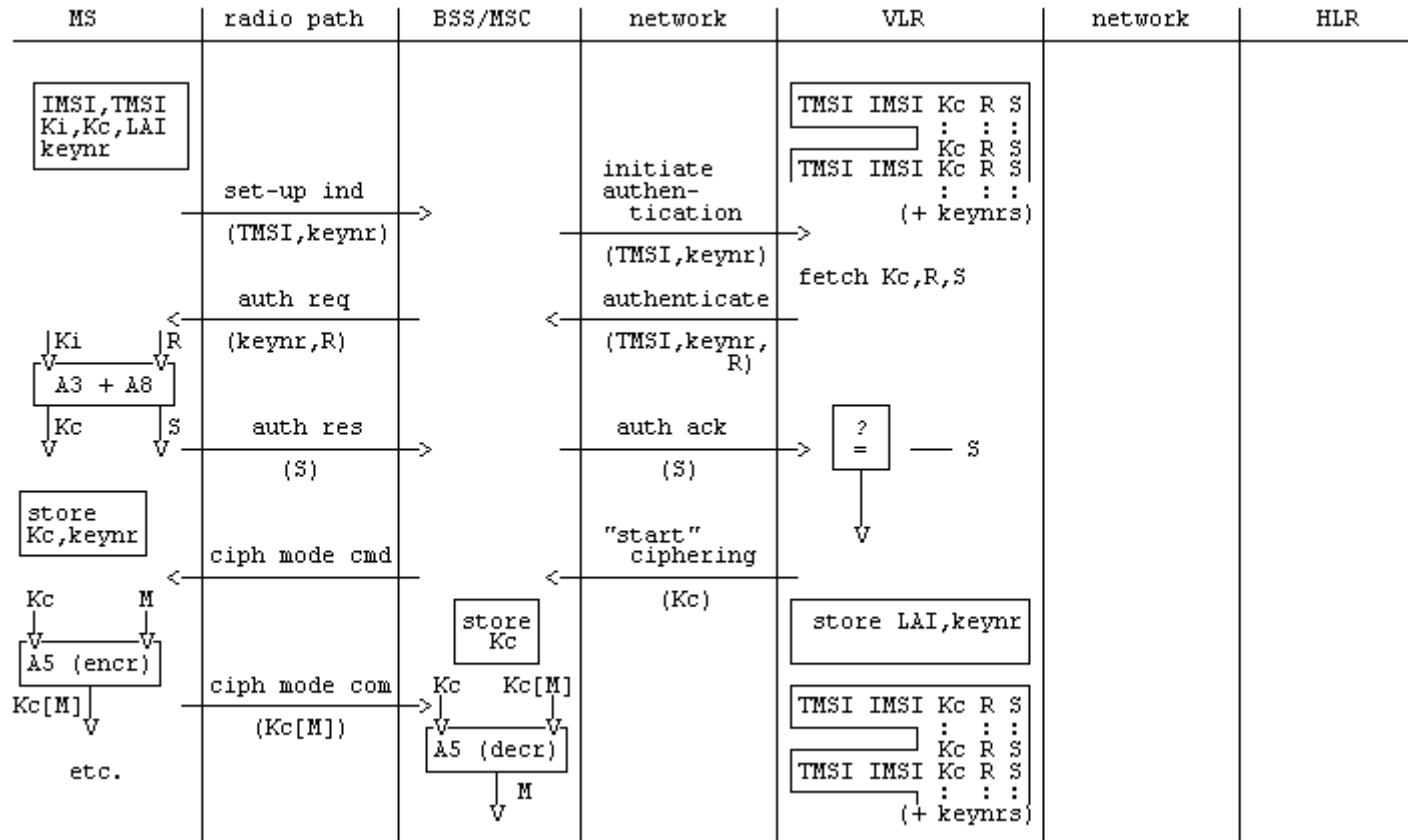 MS radio path BSS/MSC network VLR network HLR
IMSI,TMSI
Ki,Kc,LAI
keynr
TMSI IMSI Kc R S
: : :
Kc R S
TMSI IMSI Kc R S
: : :
(+ keynrs)
set-up ind
(TMSI,keynr)
initiate
authen-
tication
(TMSI,keynr)
fetch Kc,R,S
auth req
(keynr,R)
authenticate
(TMSI,keynr,
R)
Ki R
A3 + A8
Kc S
auth res
(S)
auth ack
(S)
?
=
S
store
Kc,keynr
"start"
ciphering
(Kc)
ciph mode cmd
Kc M
A5 (encr)
Kc[M]
store
Kc
store LAI,keynr
ciph mode com
(Kc[M])
Kc Kc[M]
A5 (decr)
M
TMSI IMSI Kc R S
: : :
Kc R S
TMSI IMSI Kc R S
: : :
(+ keynrs)
etc.